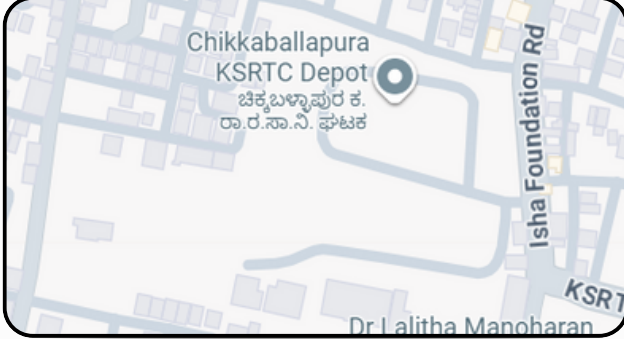 Chikkaballapura
KSRTC Depot
ಚಿಕ್ಕಬಳ್ಳಾಪುರ ಕ.
ರಾ.ರ.ಸಾ.ನಿ. ಘಟಕ
Isha Foundation Rd
KSRT
Dr Lalitha Manoharan